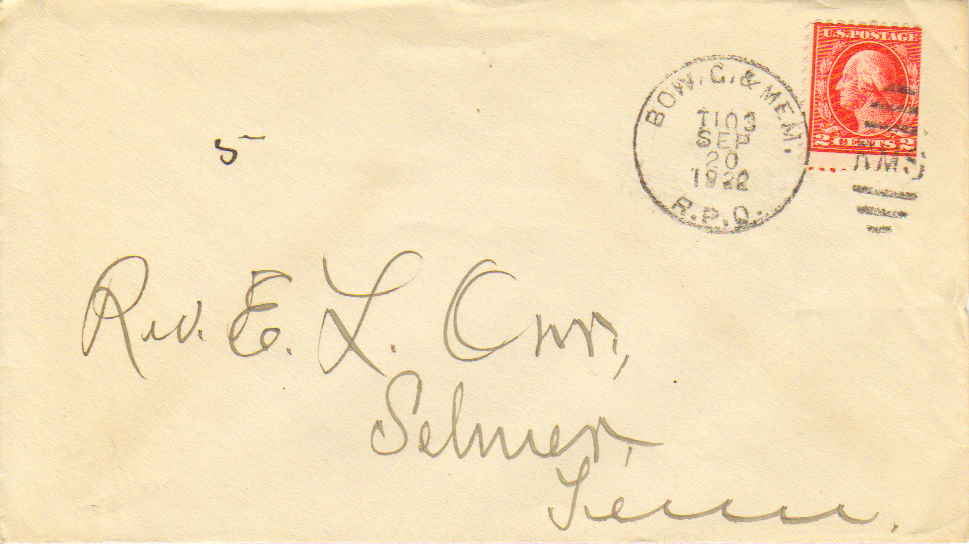 U.S. POSTAGE
2 CENTS 2
BOW. G. & MEM.
T103
SEP
20
1922
R.P.O.
RMS
5
Rev. E. L. Orr,
Selmer,
Tenn.